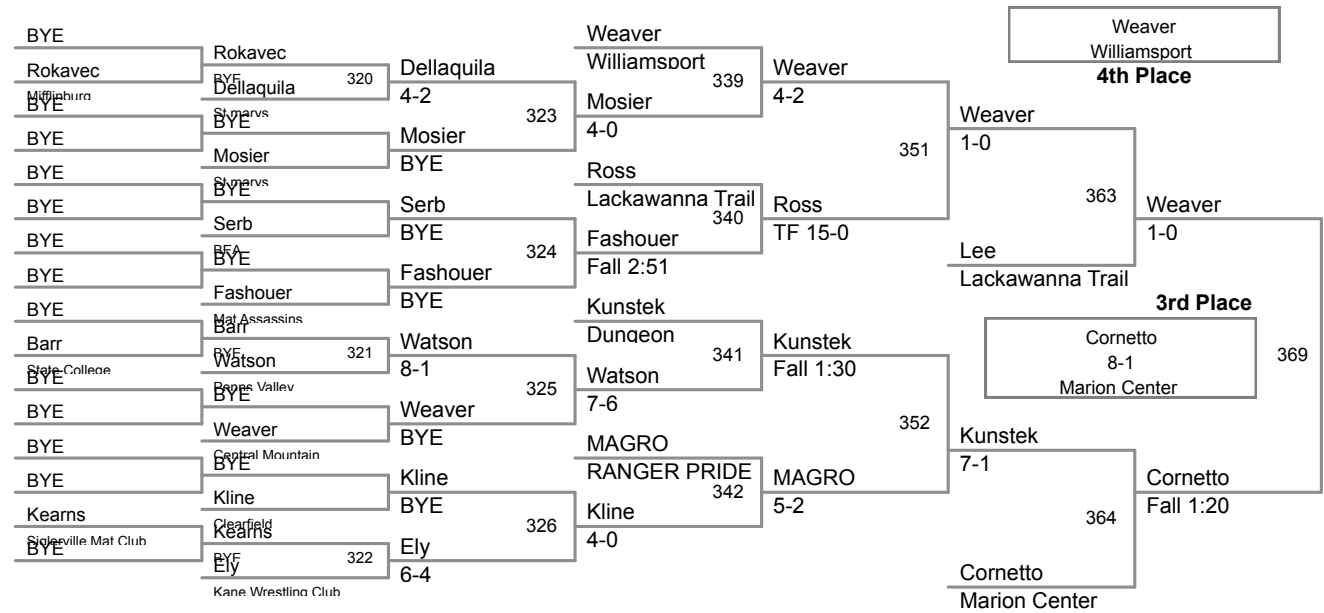 BYE
Rokavec
Mifflinburg
BYE
BYE
BYE
BYE
BYE
BYE
BYE
Barr
State College
BYE
BYE
BYE
BYE
Kearns
Siglerville Mat Club
BYE
Rokavec
BYE
320
Dellaquila
St marys
BYE
Mosier
St marys
BYE
Serb
BFA
BYE
Fashouer
Mat Assassins
Barr
BYE
321
Watson
Penns Valley
BYE
Weaver
Central Mountain
BYE
Kline
Clearfield
Kearns
BYE
322
Ely
Kane Wrestling Club
Dellaquila
4-2
323
Mosier
BYE
Serb
BYE
324
Fashouer
BYE
Watson
8-1
325
Weaver
BYE
Kline
BYE
326
Ely
6-4
Weaver
Williamsport
339
Mosier
4-0
Ross
Lackawanna Trail
340
Fashouer
Fall 2:51
Kunstek
Dungeon
341
Watson
7-6
MAGRO
RANGER PRIDE
342
Kline
4-0
Weaver
4-2
351
Ross
TF 15-0
Kunstek
Fall 1:30
352
MAGRO
5-2
Weaver
1-0
363
Lee
Lackawanna Trail
Kunstek
7-1
364
Cornetto
Marion Center
Weaver
1-0
369
Cornetto
Fall 1:20
Weaver
Williamsport
4th Place
3rd Place
Cornetto
8-1
Marion Center